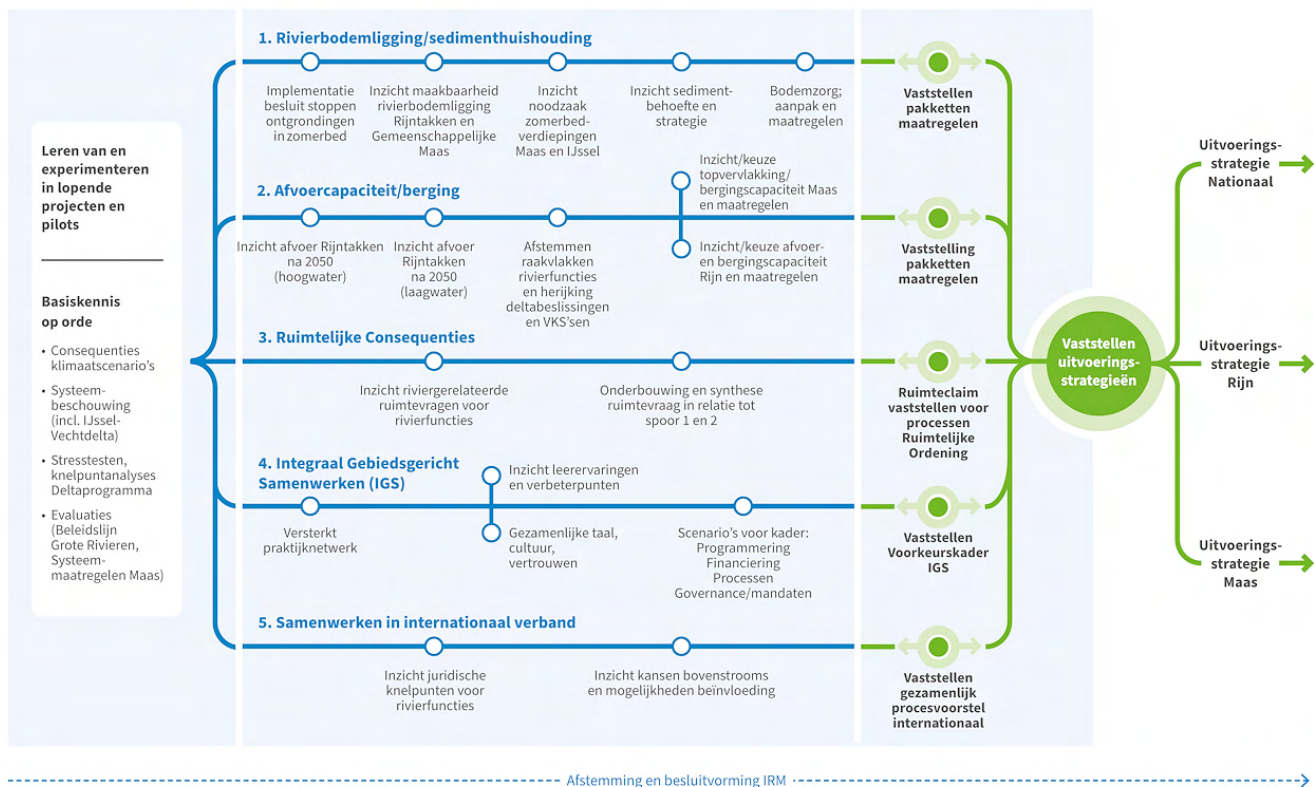 Leren van en
experimenteren
in lopende
projecten en
pilots
Basiskennis
op orde
• Consequenties
klimaatscenario's
• Systeem-
beschouwing
(incl. IJssel-
Vechtdelta)
• Stresstesten,
knelpuntanalyses
Deltaprogramma
• Evaluaties
(Beleidslijn
Grote Rivieren,
Systeem-
maatregelen Maas)
1. Rivierbodemligging/sedimenthuishouding
Implementatie
besluit stoppen
ontgrondingen
in zomerbed
Inzicht maakbaarheid
rivierbodemligging
Rijntakken en
Gemeenschappelijke
Maas
Inzicht
noodzaak
zomerbed-
verdiepingen
Maas en IJssel
Inzicht sediment-
behoefte en
strategie
Bodemzorg;
aanpak en
maatregelen
Vaststellen
pakketten
maatregelen
2. Afvoercapaciteit/berging
Inzicht afvoer Rijntakken
na 2050
(hoogwater)
Inzicht afvoer
Rijntakken
na 2050
(laagwater)
Afstemmen
raakvlakken
rivierfuncties
en herijking
deltabeslissingen
en VKS'sen
Inzicht/keuze
topvervlakking/
bergingscapaciteit Maas
en maatregelen
Inzicht/keuze afvoer-
en bergingscapaciteit
Rijn en maatregelen
Vaststelling
pakketten
maatregelen
3. Ruimtelijke Consequenties
Inzicht riviergerelateerde
ruimtevragen voor
rivierfuncties
Onderbouwing en synthese
ruimtevraag in relatie tot
spoor 1 en 2
Ruimteclaim
vaststellen voor
processen
Ruimtelijke
Ordening
4. Integraal Gebiedsgericht
Samenwerken (IGS)
Versterkt
praktijknetwerk
Inzicht leerervaringen
en verbeterpunten
Gezamenlijke taal,
cultuur,
vertrouwen
Scenario's voor kader:
Programmering
Financiering
Processen
Governance/mandaten
Vaststellen
Voorkeurskader
IGS
5. Samenwerken in internationaal verband
Inzicht juridische
knelpunten voor
rivierfuncties
Inzicht kansen bovenstrooms
en mogelijkheden beïnvloeding
Vaststellen
gezamenlijk
procesvoorstel
internationaal
Vaststellen
uitvoerings-
strategieën
Uitvoerings-
strategie
Nationaal
Uitvoerings-
strategie
Rijn
Uitvoerings-
strategie
Maas
Afstemming en besluitvorming IRM